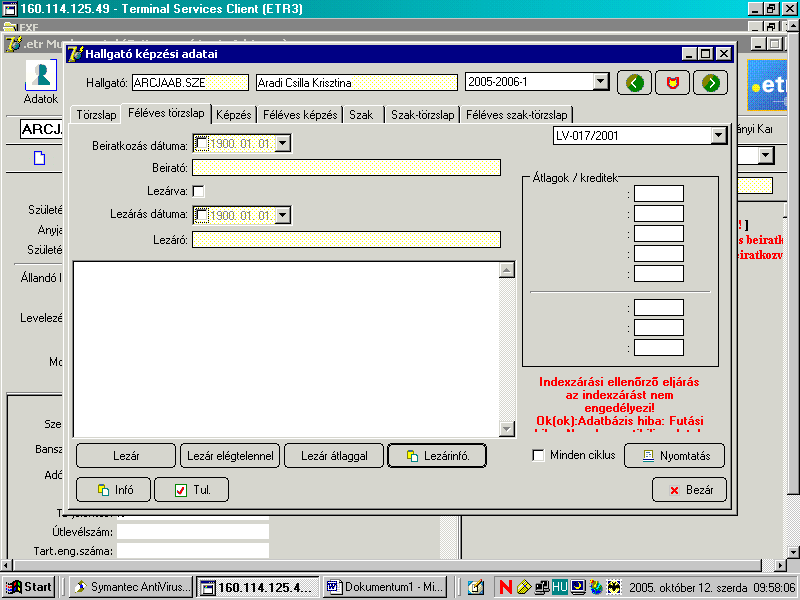 160.114.125.49 - Terminal Services Client (ETR3)
Hallgató képzési adatai
Adatok
Hallgató: ARCJAAB.SZE Aradi Csilla Krisztina 2005-2006-1
.etr
Törzslap Féléves törzslap Képzés Féléves képzés Szak Szak-törzslap Féléves szak-törzslap
ARCJ
Beiratkozás dátuma: 1900. 01. 01.
LV-017/2001
Beírató:
Lezárva:
Átlagok / kreditek
Lezárás dátuma: 1900. 01. 01.
Lezáró:
Születé
Anyja
Születé
! ]
s beiratk
eiratkozv
Állandó l
Levelezé
Mo
Indexzárási ellenőrző eljárás
az indexzárást nem
engedélyezi!
Ok(ok):Adatbázis hiba: Futási
Sze
Bansz
Adó
Lezár Lezár elégtelennel Lezár átlaggal Lezárinfó.
Minden ciklus Nyomtatás
Infó Tul. Bezár
Útlevélszám:
Tart.eng.száma:
Start Symantec AntiVirus... 160.114.125.4... Dokumentum1 - Mi... HU 2005. október 12. szerda 09:58:06